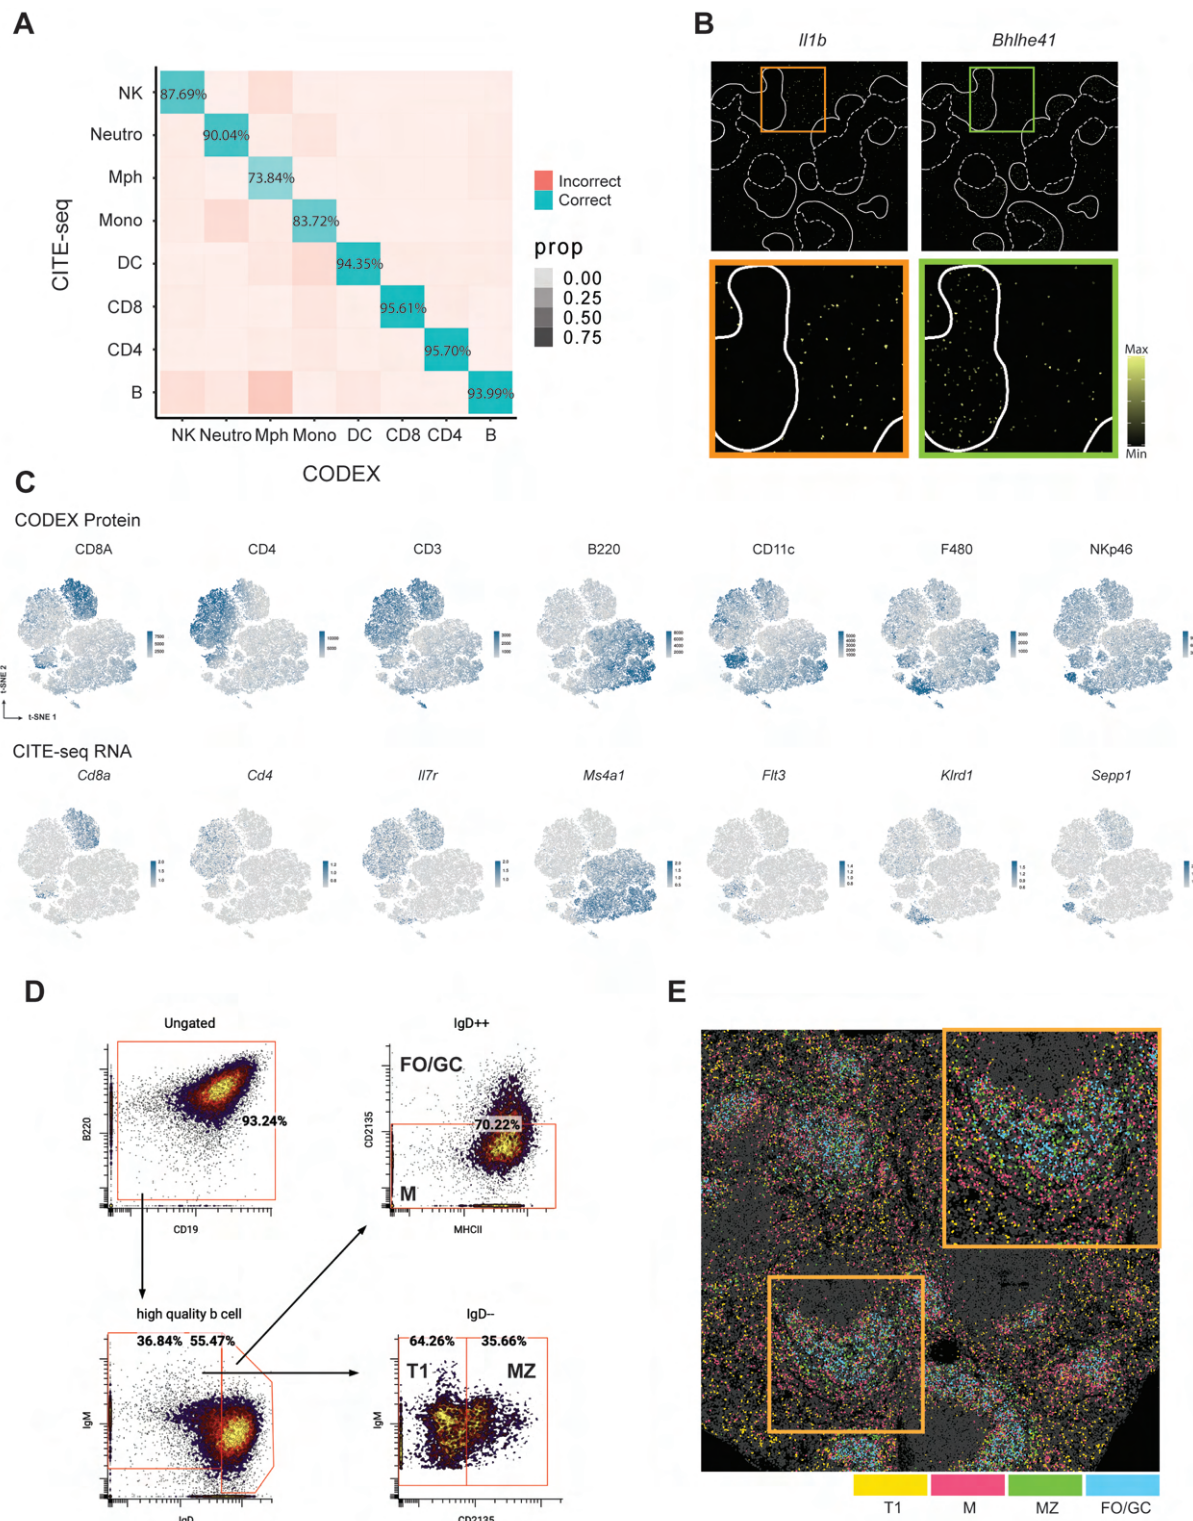 A
CITE-seq
NK
Neutro
Mph
Mono
DC
CD8
CD4
B
87.69%
90.04%
73.84%
83.72%
94.35%
95.61%
95.70%
93.99%
NK Neutro Mph Mono DC CD8 CD4 B
CODEX
Incorrect
Correct
prop
0.00
0.25
0.50
0.75
B
Il1b Bhlhe41
Max
Min
C
CODEX Protein
CD8A CD4 CD3 B220 CD11c F480 NKp46
t-SNE 2
t-SNE 1
CITE-seq RNA
Cd8a Cd4 Il7r Ms4a1 Flt3 Klrd1 Sepp1
D
Ungated
B220
93.24%
CD19
IgD++
FO/GC
CD2135
70.22%
M
MHCII
high quality b cell
36.84% 55.47%
IgM
IgD
IgD--
64.26% 35.66%
T1 MZ
IgM
CD2135
E
T1 M MZ FO/GC